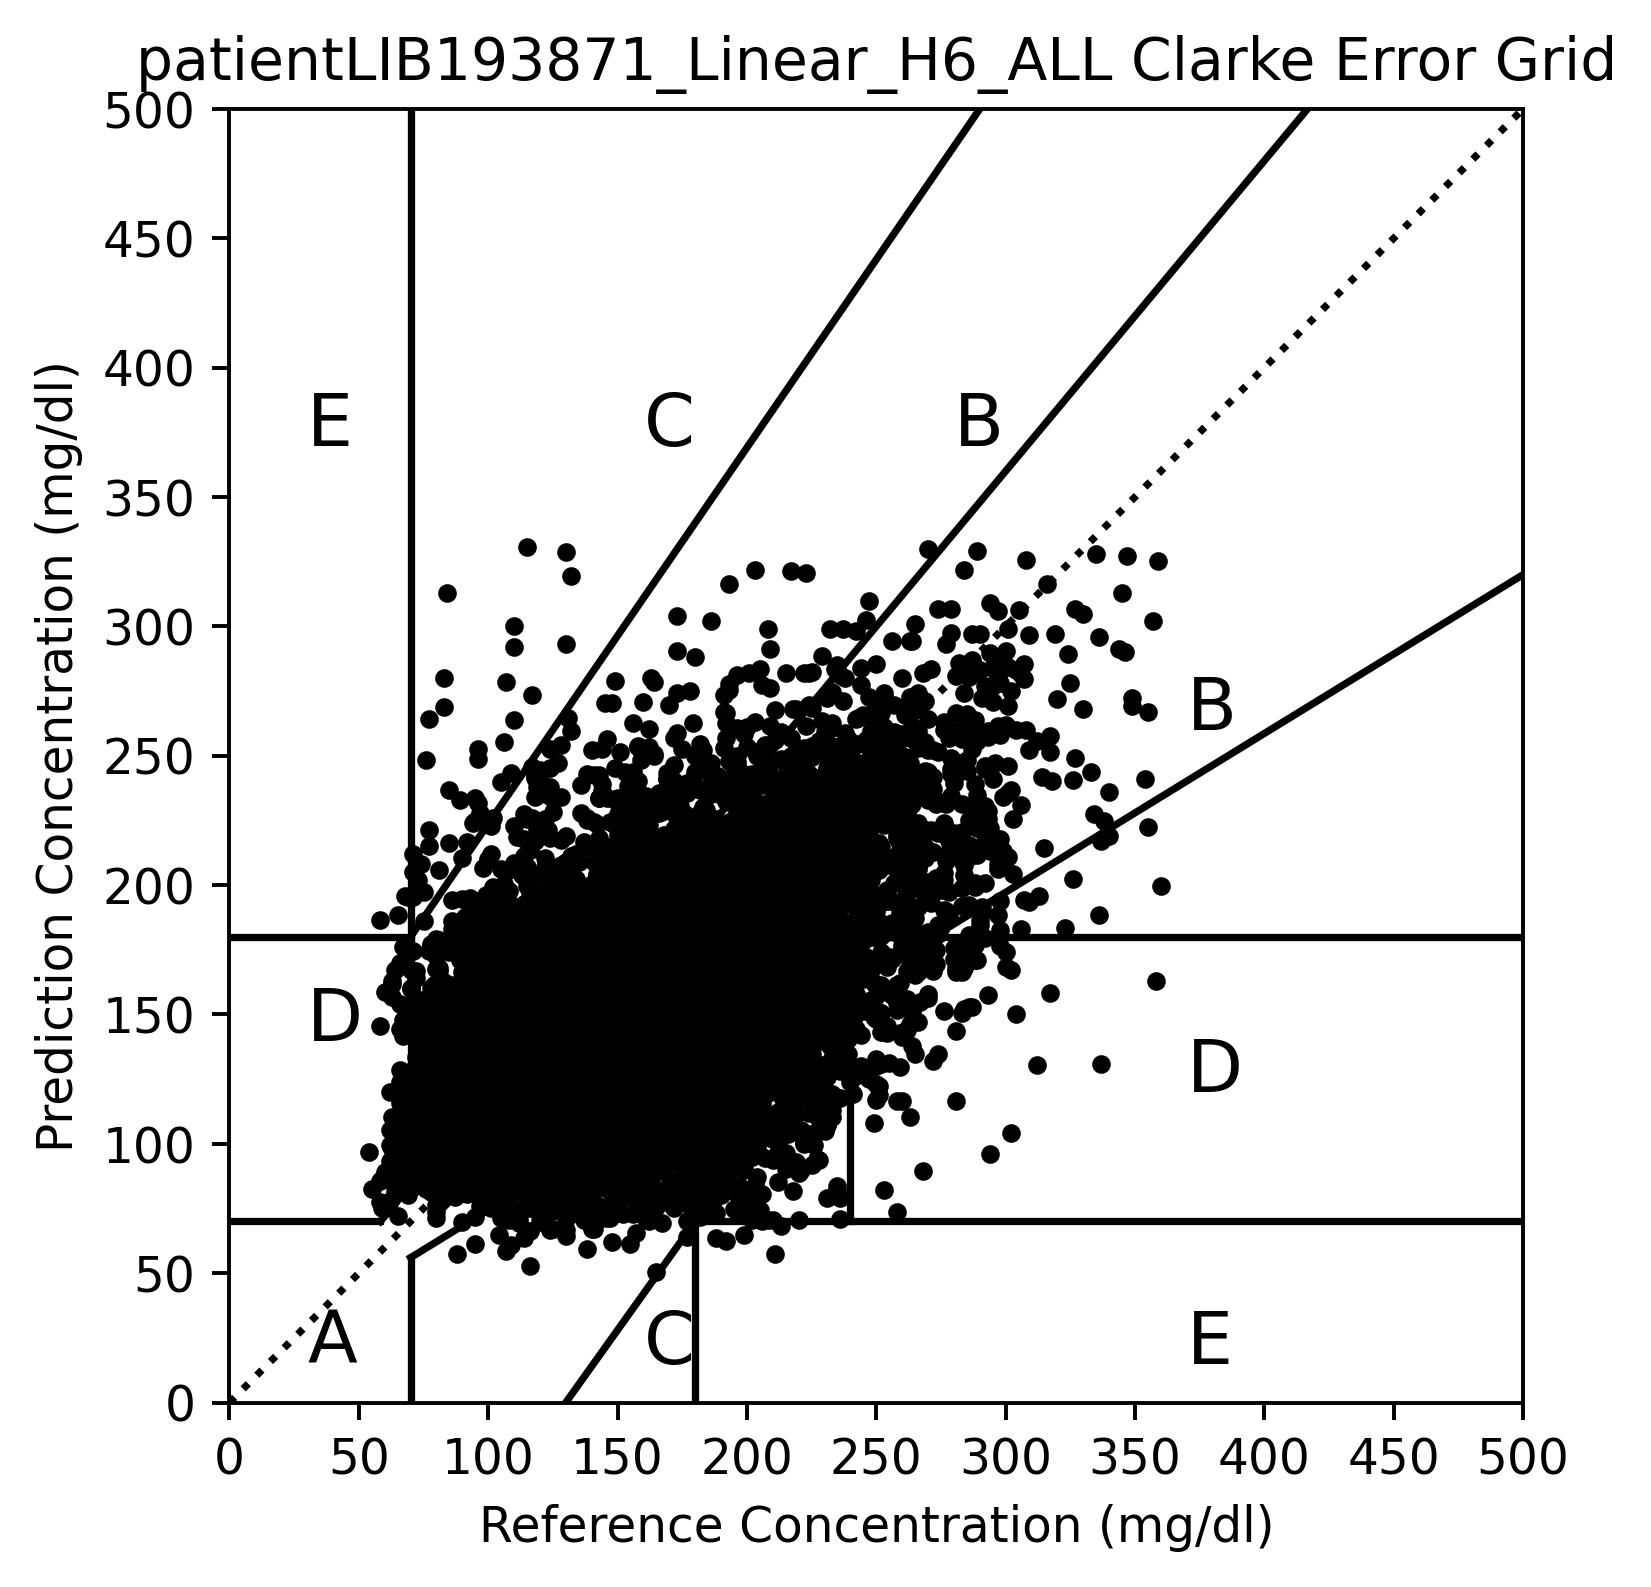 patientLIB193871_Linear_H6_ALL Clarke Error Grid
500
450
400
350
300
250
200
150
100
50
0
Prediction Concentration (mg/dl)
E
C
B
B
D
D
A
C
E
0 50 100 150 200 250 300 350 400 450 500
Reference Concentration (mg/dl)